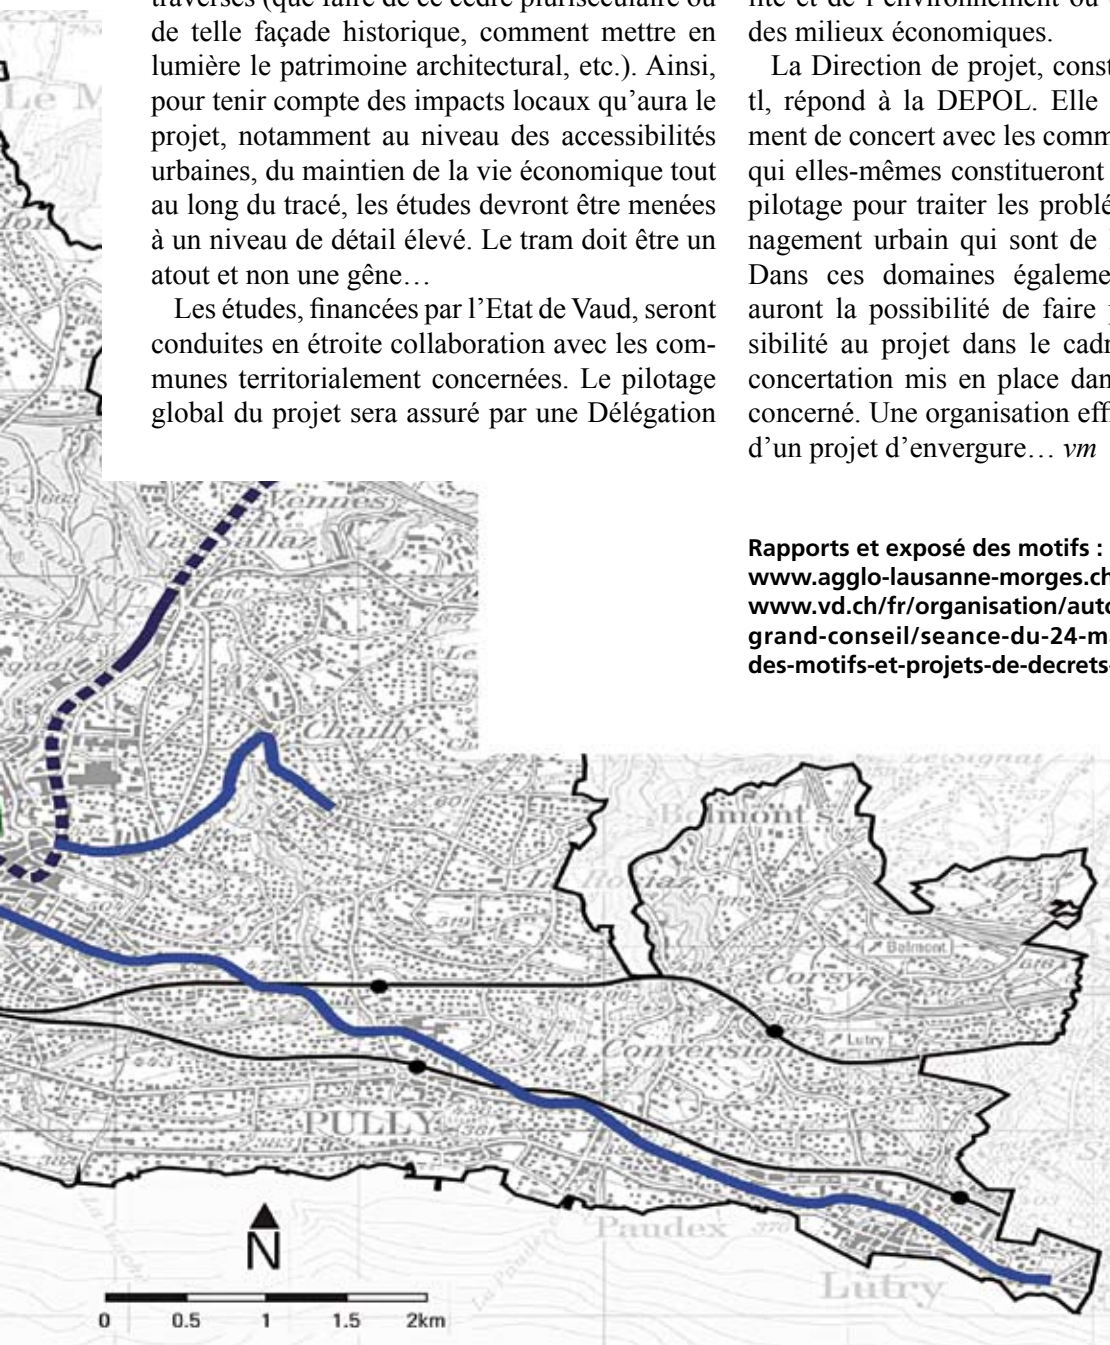 traverses (que faire de ce cèdre pluriséculaire ou
de telle façade historique, comment mettre en
lumière le patrimoine architectural, etc.). Ainsi,
pour tenir compte des impacts locaux qu’aura le
projet, notamment au niveau des accessibilités
urbaines, du maintien de la vie économique tout
au long du tracé, les études devront être menées
à un niveau de détail élevé. Le tram doit être un
atout et non une gêne…
Les études, financées par l’Etat de Vaud, seront
conduites en étroite collaboration avec les com-
munes territorialement concernées. Le pilotage
global du projet sera assuré par une Délégation
des milieux économiques.
La Direction de projet, const
tl, répond à la DEPOL. Elle
ment de concert avec les comm
qui elles-mêmes constitueront
pilotage pour traiter les problé
nagement urbain qui sont de
Dans ces domaines égaleme
auront la possibilité de faire
sibilité au projet dans le cadr
concertation mis en place dan
concerné. Une organisation effi
d’un projet d’envergure… vm
Rapports et exposé des motifs :
www.agglo-lausanne-morges.ch
www.vd.ch/fr/organisation/auto
grand-conseil/seance-du-24-m
des-motifs-et-projets-de-decrets-
Le M
Vennes
La Sallaz
616
Chailly
Belmont s.
Belmont
Corsy
616
Lutry
La Conversion
PULLY
Paudex
Lutry
N
0 0.5 1 1.5 2km